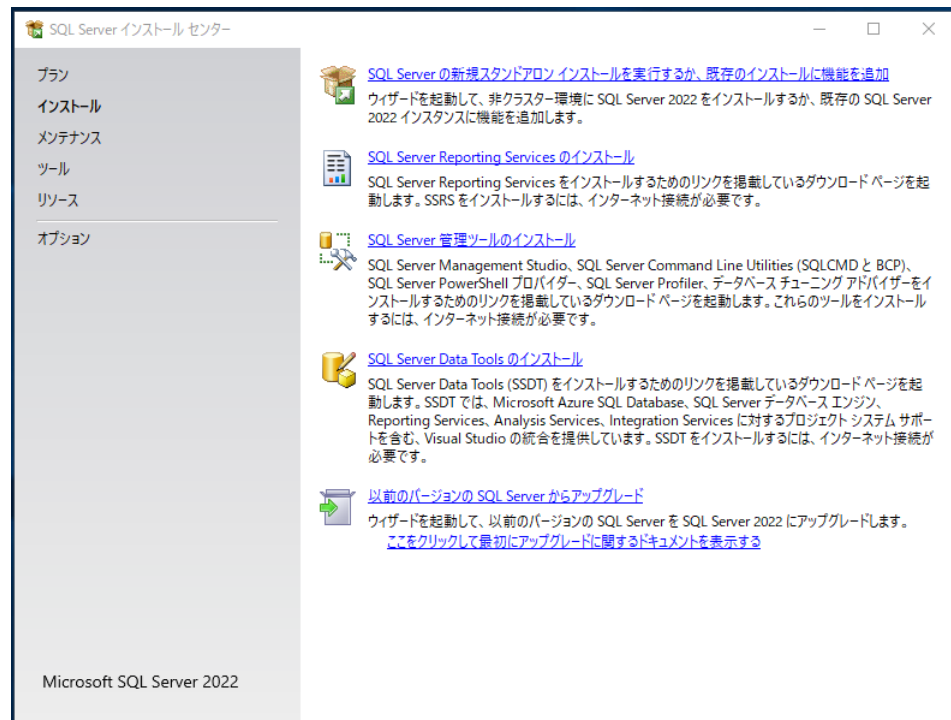 SQL Server インストール センター
プラン
インストール
メンテナンス
ツール
リソース
オプション
Microsoft SQL Server 2022
SQL Server の新規スタンドアロン インストールを実行するか、既存のインストールに機能を追加
ウィザードを起動して、非クラスター環境に SQL Server 2022 をインストールするか、既存の SQL Server
2022 インスタンスに機能を追加します。
SQL Server Reporting Services のインストール
SQL Server Reporting Services をインストールするためのリンクを掲載しているダウンロード ページを起
動します。SSRS をインストールするには、インターネット接続が必要です。
SQL Server 管理ツールのインストール
SQL Server Management Studio、SQL Server Command Line Utilities (SQLCMD と BCP)、
SQL Server PowerShell プロバイダー、SQL Server Profiler、データベース チューニング アドバイザーをイ
ンストールするためのリンクを掲載しているダウンロード ページを起動します。これらのツールをインストール
するには、インターネット接続が必要です。
SQL Server Data Tools のインストール
SQL Server Data Tools (SSDT) をインストールするためのリンクを掲載しているダウンロード ページを起
動します。SSDT では、Microsoft Azure SQL Database、SQL Server データベース エンジン、
Reporting Services、Analysis Services、Integration Services に対するプロジェクト システム サポー
トを含む、Visual Studio の統合を提供しています。SSDT をインストールするには、インターネット接続が
必要です。
以前のバージョンの SQL Server からアップグレード
ウィザードを起動して、以前のバージョンの SQL Server を SQL Server 2022 にアップグレードします。
ここをクリックして最初にアップグレードに関するドキュメントを表示する